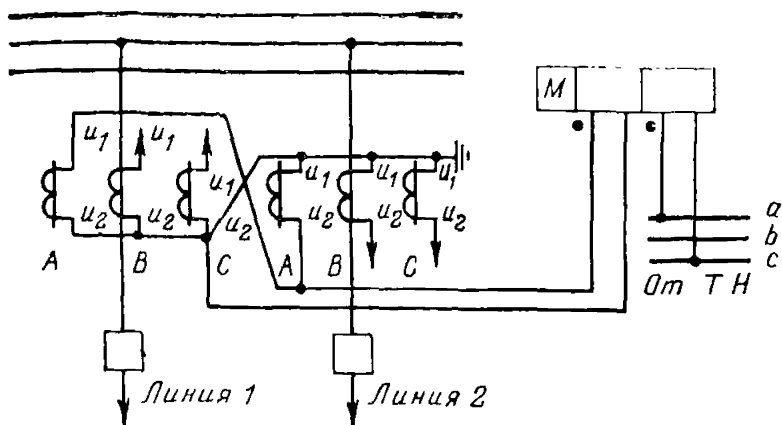 М
u₁ u₁
u₁ u₁ u₁ u₁
u₂ u₂ u₂ u₂ u₂ u₂
A B C A B C
a
b
c
От ТН
Линия 1 Линия 2